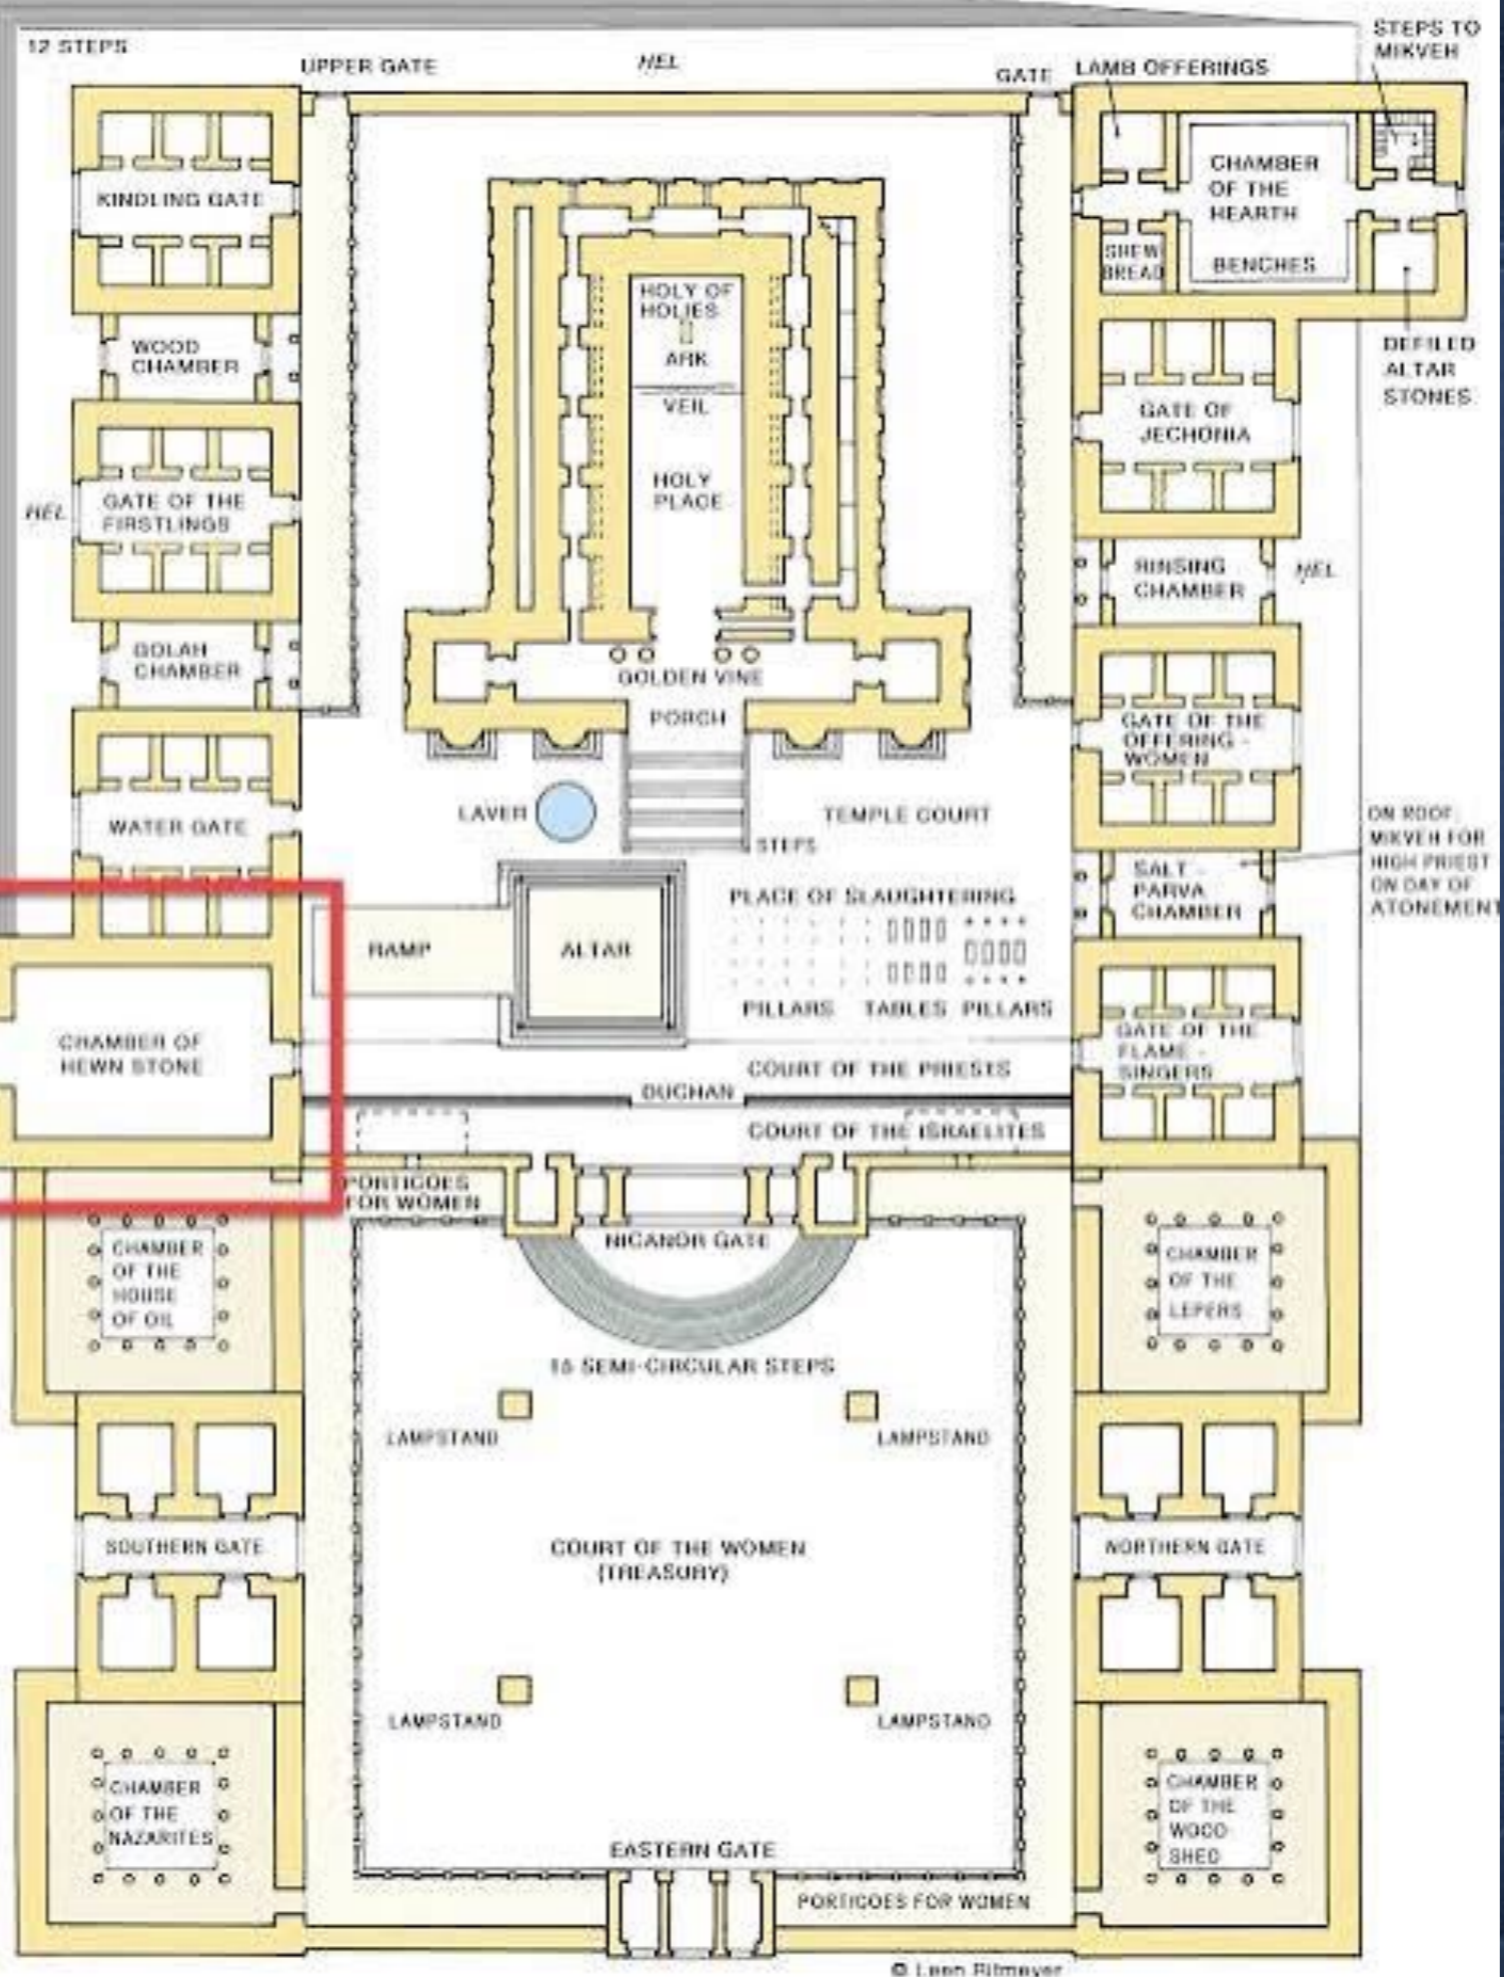 12 STEPS
UPPER GATE
HEL
GATE
LAMB OFFERINGS
STEPS TO
MIKVEH
KINDLING GATE
CHAMBER
OF THE
HEARTH
BENCHES
SHEW
BREAD
DEFILED
ALTAR
STONES
WOOD
CHAMBER
HOLY OF
HOLIES
ARK
VEIL
HOLY
PLACE
GATE OF
JECHONIA
HEL
GATE OF THE
FIRSTLINGS
RINSING
CHAMBER
HEL
GOLAH
CHAMBER
GOLDEN VINE
PORCH
GATE OF THE
OFFERING -
WOMEN
WATER GATE
LAVER
STEPS
TEMPLE COURT
ON ROOF:
MIKVEH FOR
HIGH PRIEST
ON DAY OF
ATONEMENT
SALT -
PARVA
CHAMBER
PLACE OF SLAUGHTERING
RAMP
ALTAR
PILLARS
TABLES
PILLARS
CHAMBER OF
HEWN STONE
GATE OF THE
FLAME -
SINGERS
COURT OF THE PRIESTS
DUCHAN
COURT OF THE ISRAELITES
PORTICOES
FOR WOMEN
NICANOR GATE
CHAMBER
OF THE
HOUSE
OF OIL
CHAMBER
OF THE
LEPERS
15 SEMI-CIRCULAR STEPS
LAMPSTAND
LAMPSTAND
SOUTHERN GATE
COURT OF THE WOMEN
(TREASURY)
NORTHERN GATE
LAMPSTAND
LAMPSTAND
CHAMBER
OF THE
NAZARITES
CHAMBER
OF THE
WOOD
SHED
EASTERN GATE
PORTICOES FOR WOMEN
© Leen Ritmeyer